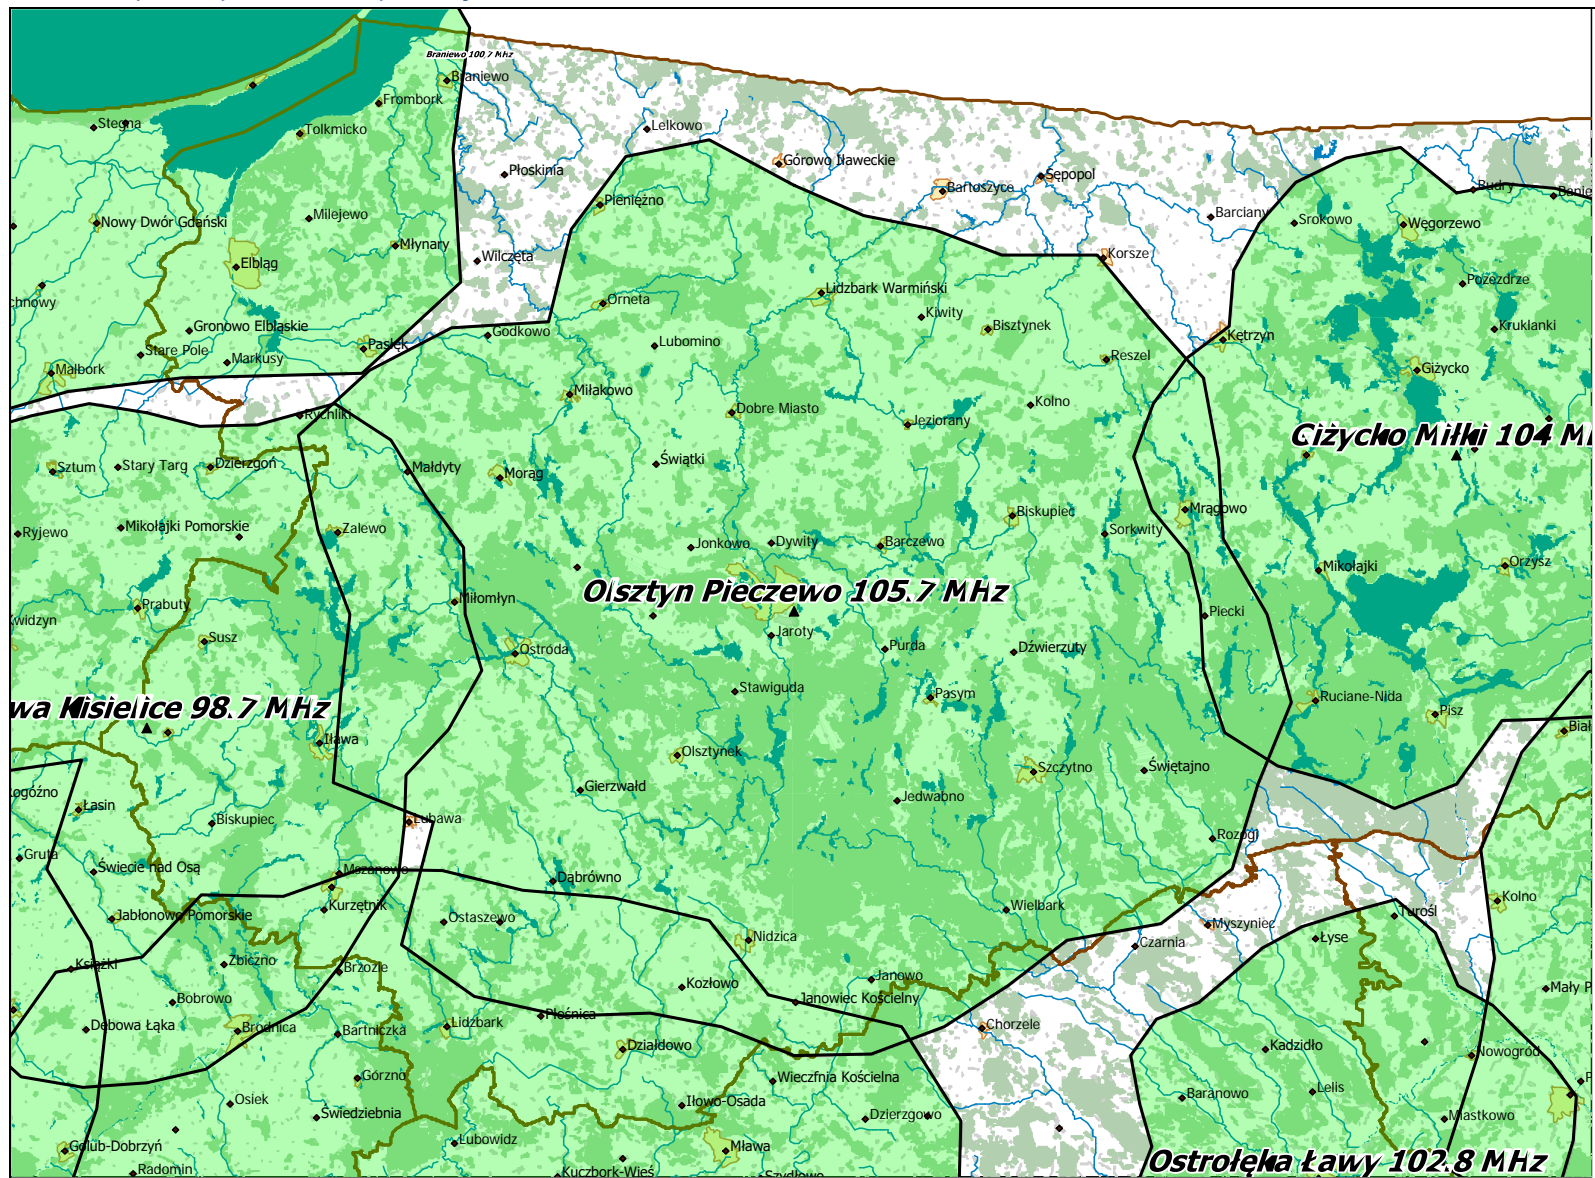 Braniewo 100,7 MHz
Braniewo
Frombork
Stegna
Tolkmicko
Lelkowo
Płoskinia
Górowo Iławeckie
Bartoszyce
Sępopol
Budry
Pieniężno
Nowy Dwór Gdański
Milejewo
Barciany
Srokowo
Węgorzewo
Młynary
Elbląg
Wilczęta
Korsze
Pozezdrze
Lidzbark Warmiński
Orneta
chnowy
Kiwity
Gronowo Elbląskie
Godkowo
Bisztynek
Kętrzyn
Kruklanki
Stare Pole
Markusy
Pasłęk
Lubomino
Reszel
Malbork
Giżycko
Miłakowo
Kolno
Rychliki
Dobre Miasto
Jeziorany
Giżycko Miłki 104 M
Sztum
Stary Targ
Dzierzgoń
Małdyty
Morąg
Świątki
Mrągowo
Biskupiec
Ryjewo
Mikołajki Pomorskie
Zalewo
Sorkwity
Jonkowo
Dywity
Barczewo
Mikołajki
Orzysz
Olsztyn Pieczewo 105.7 MHz
Prabuty
Miłomłyn
Piecki
Kwidzyn
Susz
Jaroty
Ostróda
Purda
Dźwierzuty
Stawiguda
Pasym
Ruciane-Nida
Pisz
wa Kisielice 98.7 MHz
Iława
Olsztynek
Szczytno
Świętajno
Gierzwałd
Rogóźno
Jedwabno
Łasin
Biskupiec
Lubawa
Rozogi
Gruta
Świecie nad Osą
Mszanowo
Dąbrówno
Kurzętnik
Wielbark
Kolno
Jabłonowo Pomorskie
Ostaszewo
Turośl
Myszyniec
Nidzica
Czarnia
Łyse
Książki
Zbiczno
Brzozie
Janowo
Kozłowo
Mały P
Bobrowo
Janowiec Kościelny
Płośnica
Dębowa Łąka
Brodnica
Bartniczka
Lidzbark
Chorzele
Działdowo
Kadzidło
Nowogród
Górzno
Wieczfnia Kościelna
Osiek
Iłowo-Osada
Baranowo
Lelis
Świedziebnia
Dzierzgowo
Miastkowo
Golub-Dobrzyń
Lubowidz
Mława
Ostrołęka Ławy 102.8 MHz
Radomin
Kuczbork-Wieś
Szydłowo